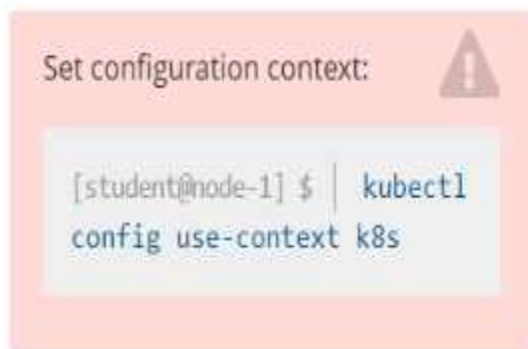 Set configuration context:
[student@node-1] $ | kubectl
config use-context k8s